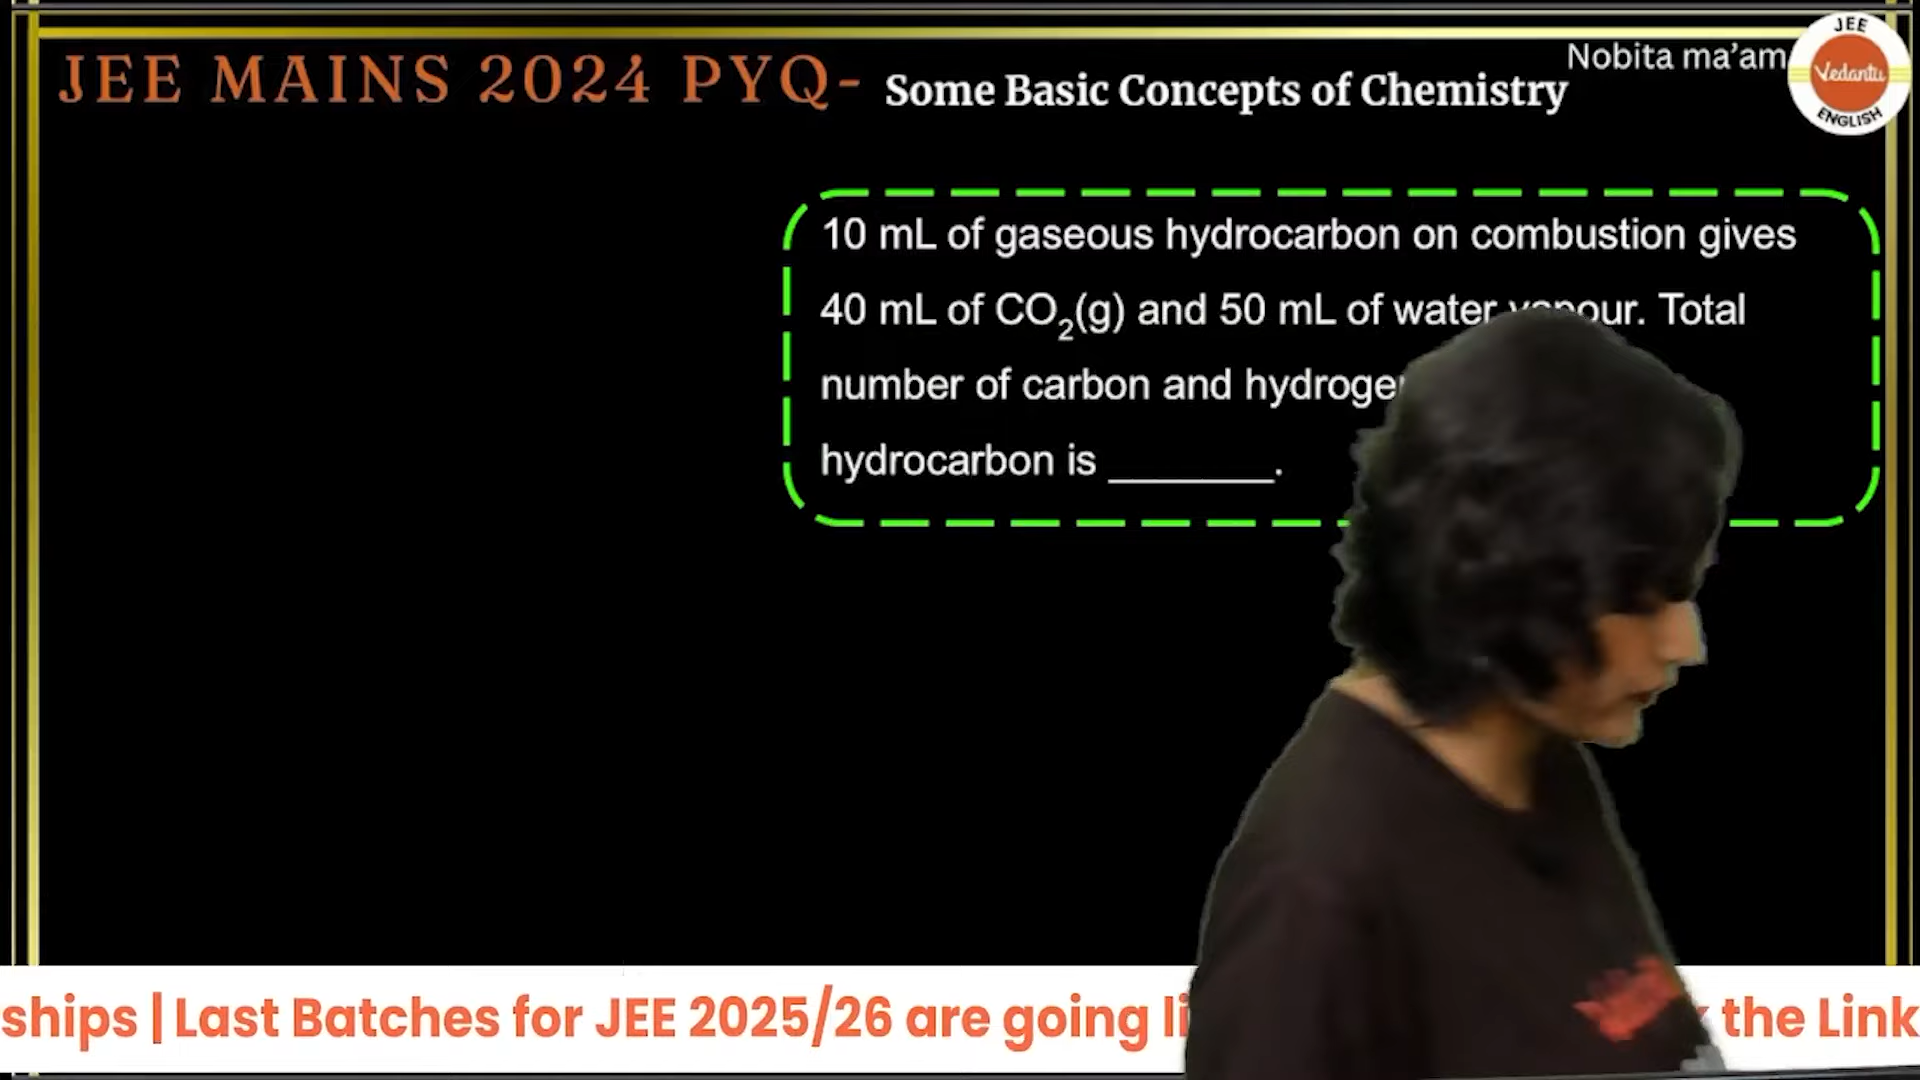 JEE MAINS 2024 PYQ- Some Basic Concepts of Chemistry
Nobita ma’am
JEE
Vedantu
ENGLISH
10 mL of gaseous hydrocarbon on combustion gives
40 mL of CO₂(g) and 50 mL of water vapour. Total
number of carbon and hydrogen
hydrocarbon is ________.
ships | Last Batches for JEE 2025/26 are going the Link